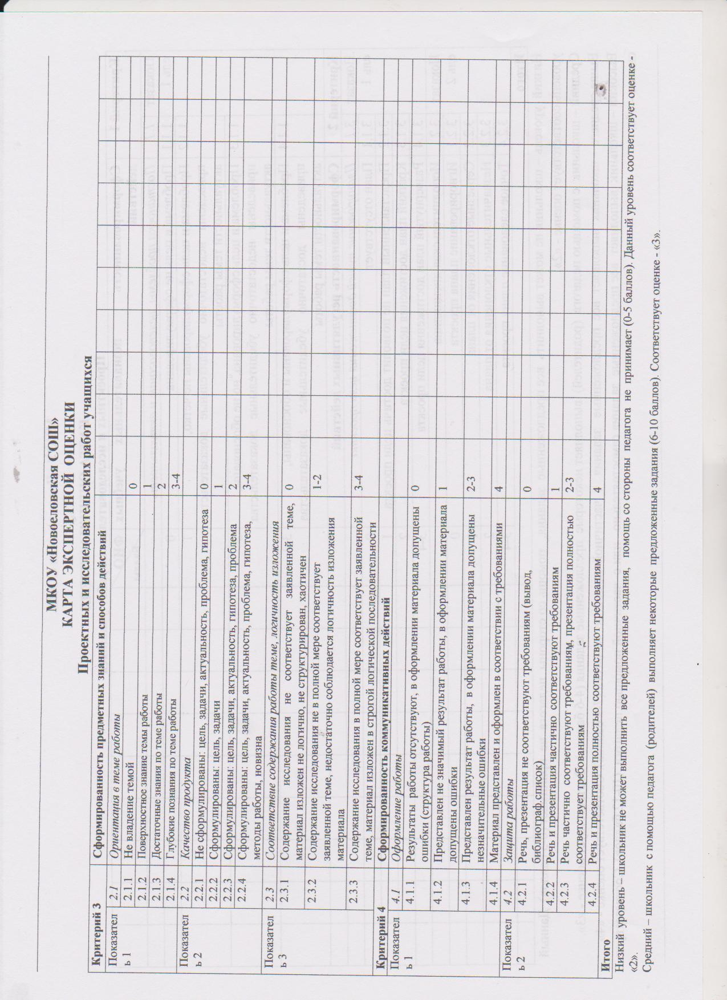 МКОУ «Новоеловская СОШ»
КАРТА ЭКСПЕРТНОЙ ОЦЕНКИ
Проектных и исследовательских работ учащихся
Критерий 3 Сформированность предметных знаний и способов действий
Показател
ь 1
2.1 Ориентация в теме работы
2.1.1 Не владение темой 0
2.1.2 Поверхностное знание темы работы 1
2.1.3 Достаточные знания по теме работы 2
2.1.4 Глубокие познания по теме работы 3-4
Показател
ь 2
2.2 Качество продукта
2.2.1 Не сформулированы: цель, задачи, актуальность, проблема, гипотеза 0
2.2.2 Сформулированы: цель, задачи 1
2.2.3 Сформулированы: цель, задачи, актуальность, гипотеза, проблема 2
2.2.4 Сформулированы: цель, задачи, актуальность, проблема, гипотеза, 3-4
методы работы, новизна
Показател
ь 3
2.3 Соответствие содержания работы теме, логичность изложения
2.3.1 Содержание исследования не соответствует заявленной теме, 0
материал изложен не логично, не структурирован, хаотичен
2.3.2 Содержание исследования не в полной мере соответствует 1-2
заявленной теме, недостаточно соблюдается логичность изложения
материала
2.3.3 Содержание исследования в полной мере соответствует заявленной 3-4
теме, материал изложен в строгой логической последовательности
Критерий 4 Сформированность коммуникативных действий
Показател
ь 1
4.1 Оформление работы
4.1.1 Результаты работы отсутствуют, в оформлении материала допущены 0
ошибки (структура работы)
4.1.2 Представлен не значимый результат работы, в оформлении материала 1
допущены ошибки
4.1.3 Представлен результат работы, в оформлении материала допущены 2-3
незначительные ошибки
4.1.4 Материал представлен и оформлен в соответствии с требованиями 4
Показател
ь 2
4.2 Защита работы
4.2.1 Речь, презентация не соответствуют требованиям (вывод, 0
библиограф.список)
4.2.2 Речь и презентация частично соответствуют требованиям 1
4.2.3 Речь частично соответствуют требованиям, презентация полностью 2-3
соответствует требованиям
4.2.4 Речь и презентация полностью соответствуют требованиям 4
Итого
Низкий уровень – школьник не может выполнить все предложенные задания, помощь со стороны педагога не принимает (0-5 баллов). Данный уровень соответствует оценке -
«2».
Средний – школьник с помощью педагога (родителей) выполняет некоторые предложенные задания (6-10 баллов). Соответствует оценке - «3».